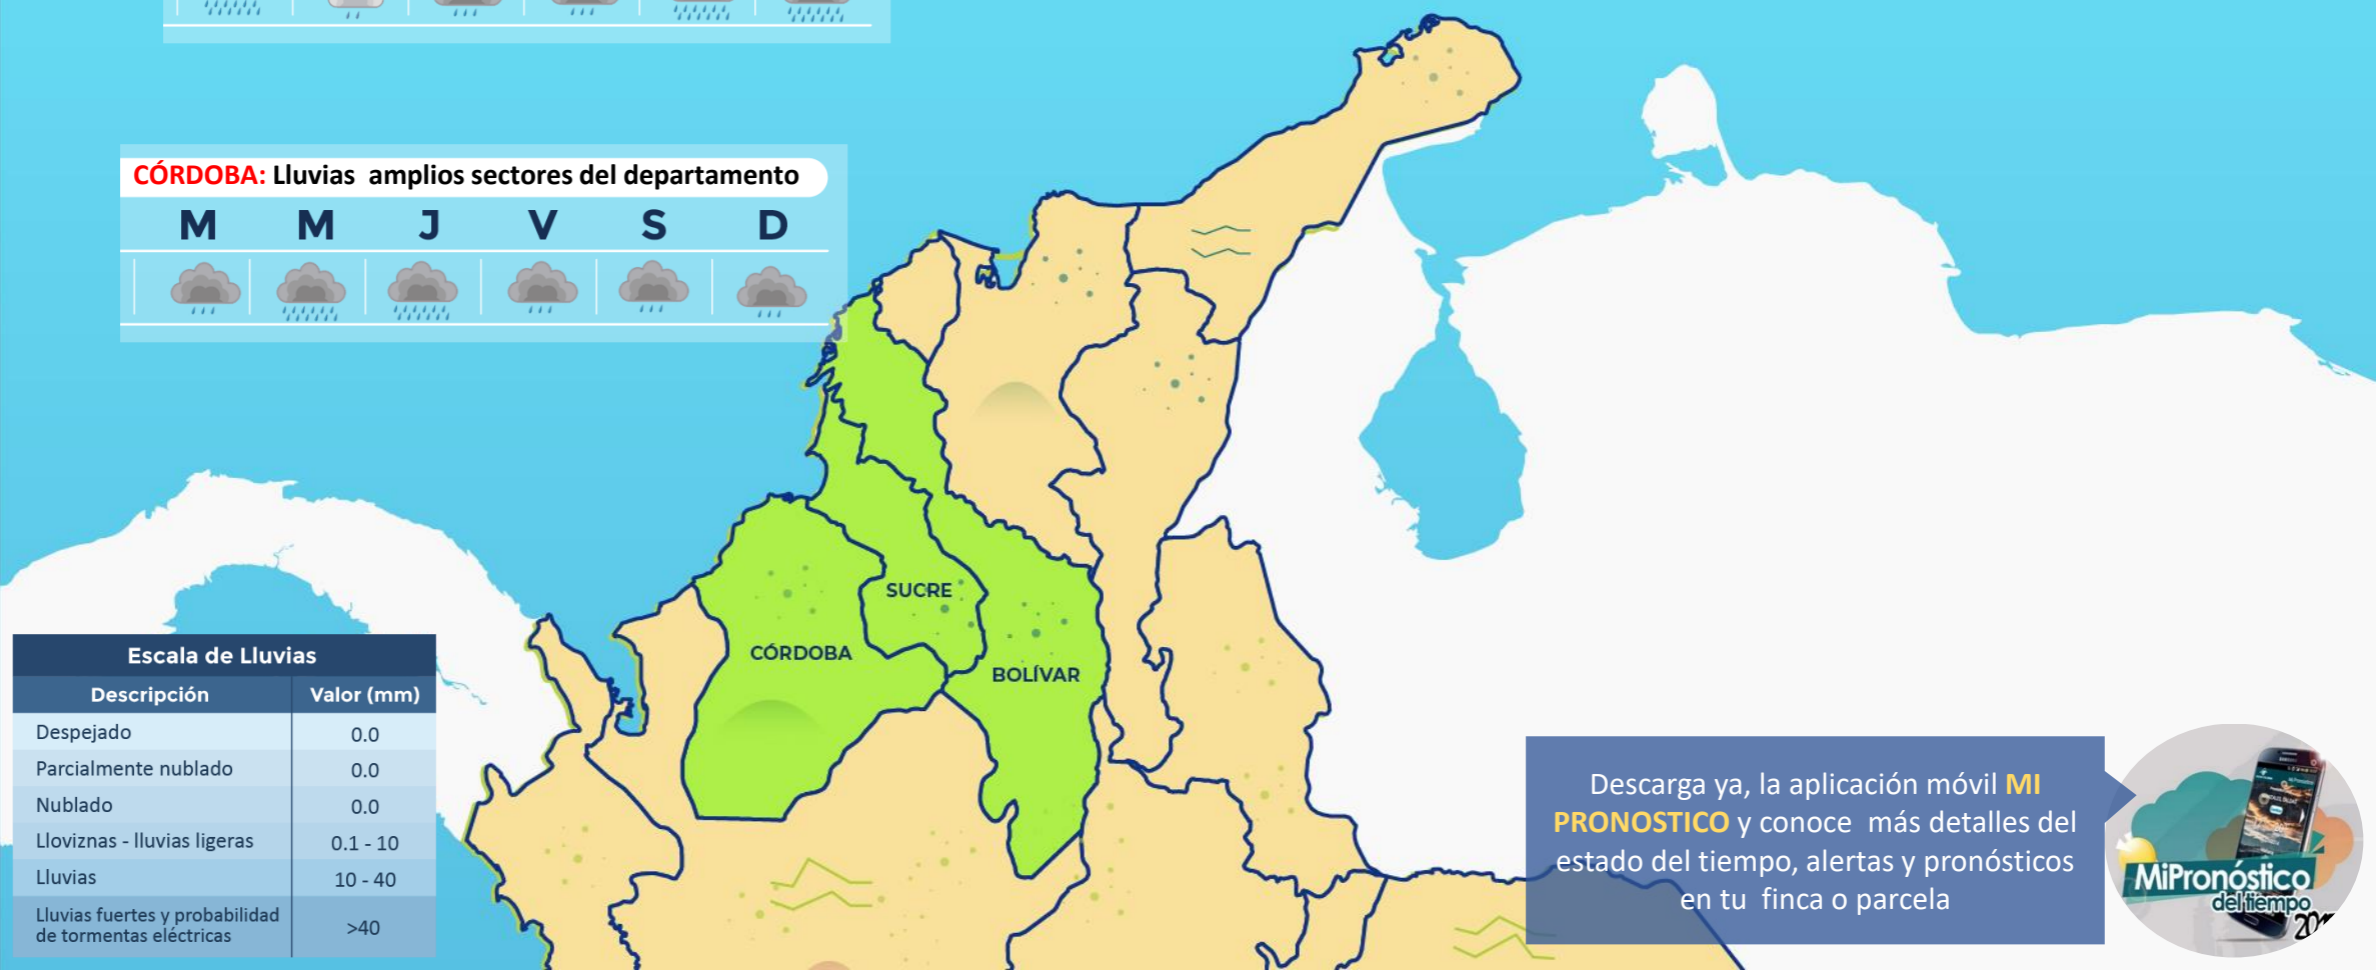 CÓRDOBA: Lluvias  amplios sectores del departamento
M M J V S D
SUCRE
CÓRDOBA
BOLÍVAR
Escala de Lluvias
Descripción Valor (mm)
Despejado 0.0
Parcialmente nublado 0.0
Nublado 0.0
Lloviznas - lluvias ligeras 0.1 - 10
Lluvias 10 - 40
Lluvias fuertes y probabilidad
de tormentas eléctricas >40
Descarga ya, la aplicación móvil MI
PRONOSTICO y conoce  más detalles del
estado del tiempo, alertas y pronósticos
en tu  finca o parcela
MiPronóstico
del tiempo